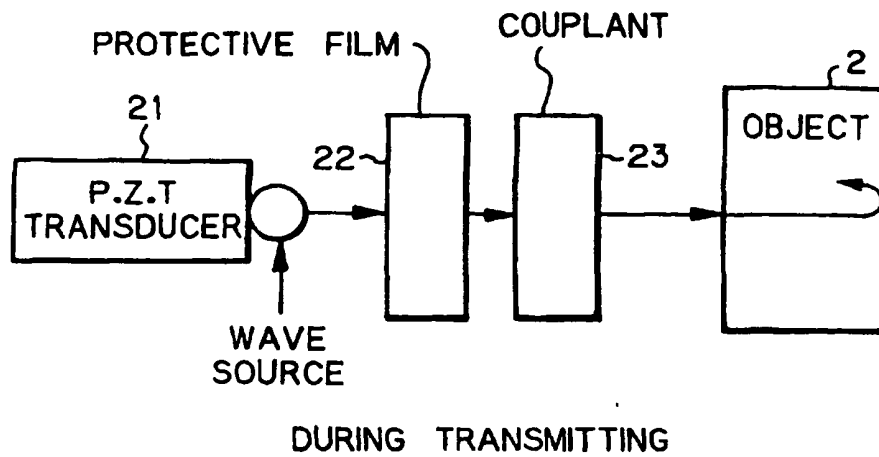 PROTECTIVE FILM
COUPLANT
2
21
OBJECT
22
23
P.Z.T
TRANSDUCER
WAVE
SOURCE
DURING TRANSMITTING